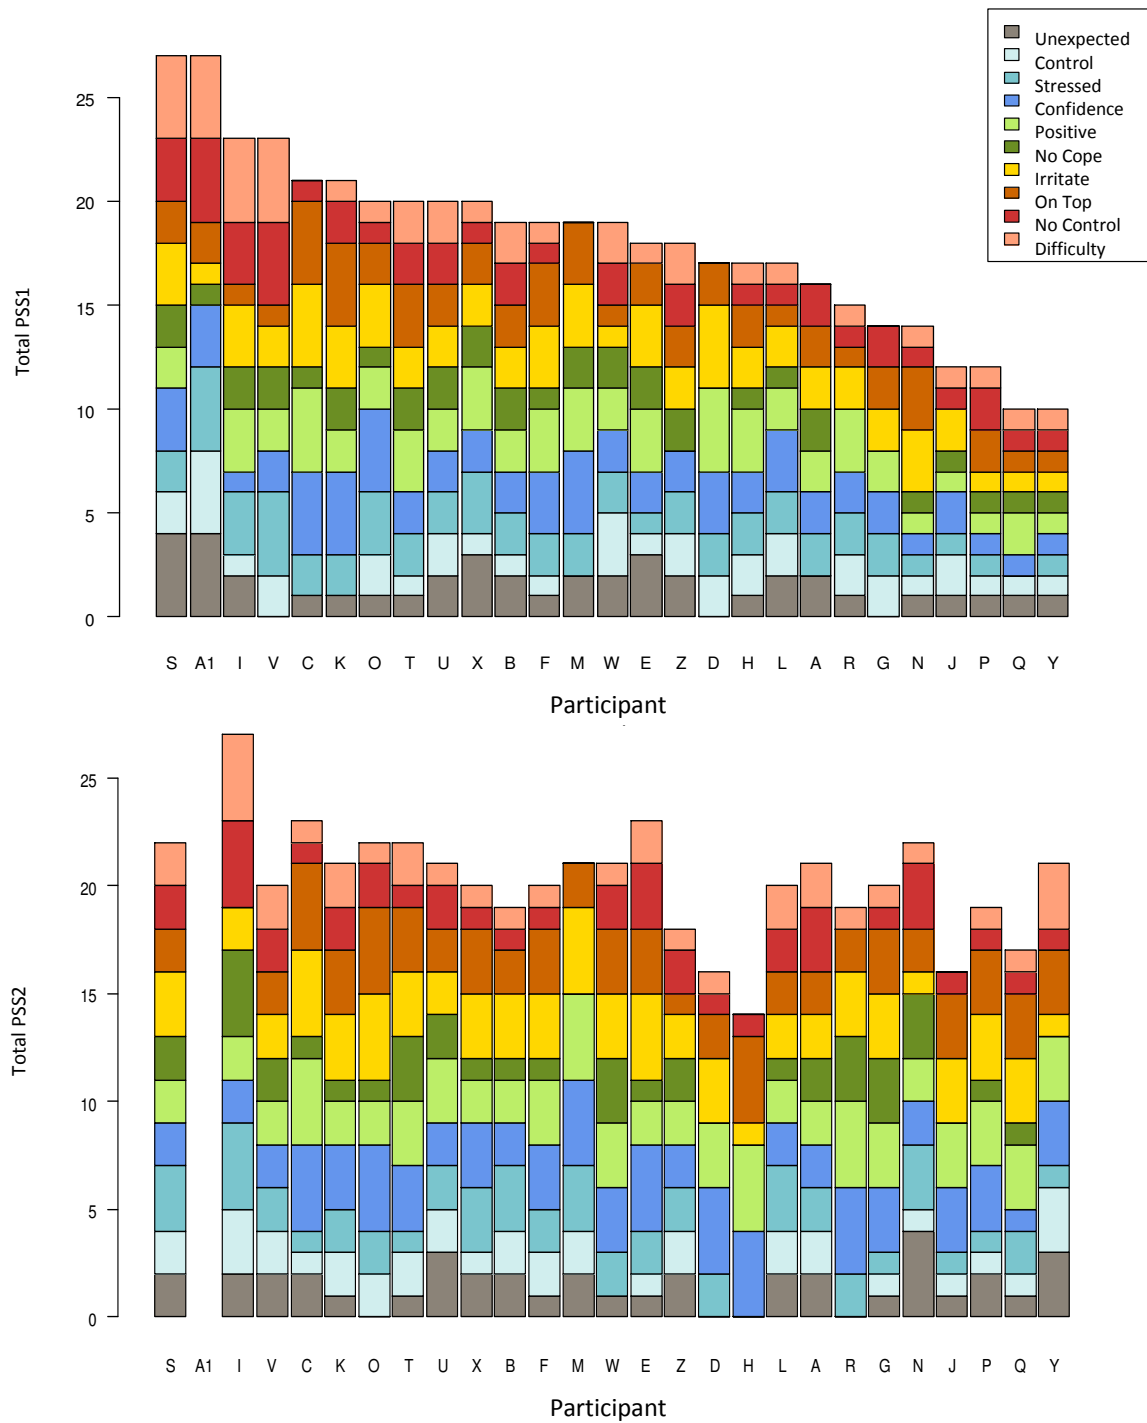 Unexpected
Control
Stressed
Confidence
Positive
No Cope
Irritate
On Top
No Control
Difficulty
Total PSS1
25
20
15
10
5
0
S A1 I V C K O T U X B F M W E Z D H L A R G N J P Q Y
Participant
Total PSS2
25
20
15
10
5
0
S A1 I V C K O T U X B F M W E Z D H L A R G N J P Q Y
Participant